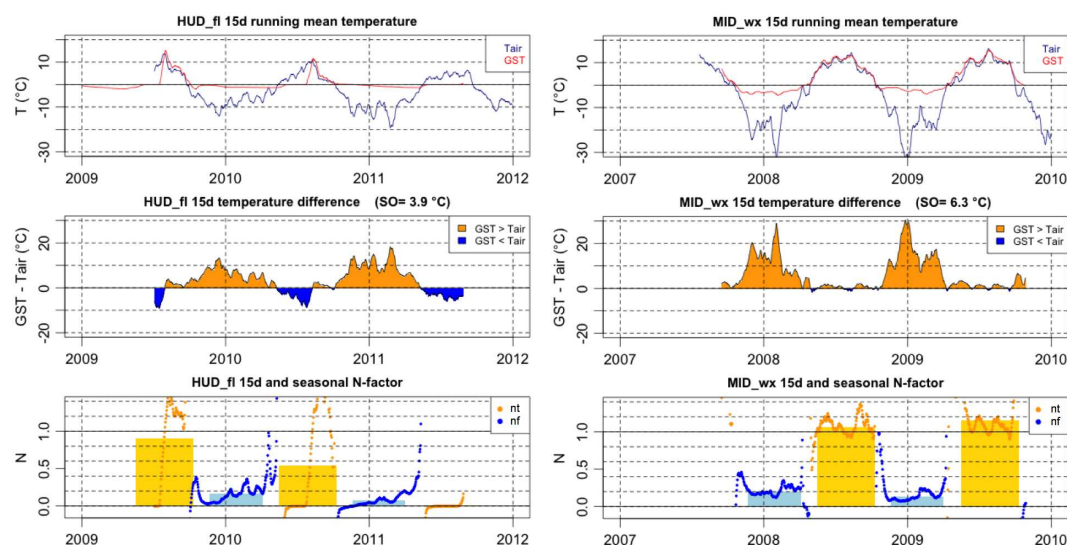 HUD_fl 15d running mean temperature
Tair
GST
T (°C)
10
-10
-30
2009 2010 2011 2012
HUD_fl 15d temperature difference (SO= 3.9 °C)
GST > Tair
GST < Tair
GST - Tair (°C)
20
0
-20
2009 2010 2011 2012
HUD_fl 15d and seasonal N-factor
nt
nf
N
1.0
0.5
0.0
2009 2010 2011 2012
MID_wx 15d running mean temperature
Tair
GST
T (°C)
10
-10
-30
2007 2008 2009 2010
MID_wx 15d temperature difference (SO= 6.3 °C)
GST > Tair
GST < Tair
GST - Tair (°C)
20
0
-20
2007 2008 2009 2010
MID_wx 15d and seasonal N-factor
nt
nf
N
1.0
0.5
0.0
2007 2008 2009 2010